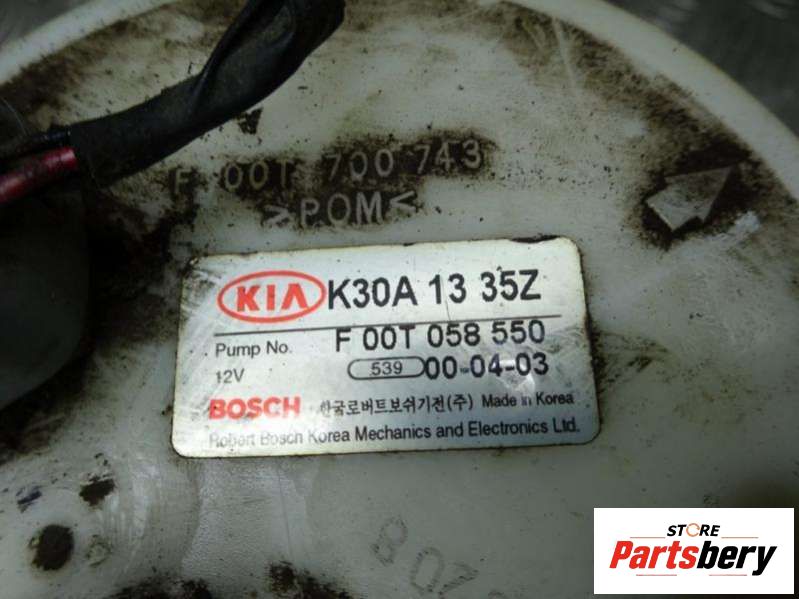 F 00T 700 743
>POM<
KIA K30A 13 35Z
Pump No. F 00T 058 550
12V 539 00-04-03
BOSCH 한국로버트보쉬기전(주) Made in Korea
Robert Bosch Korea Mechanics and Electronics Ltd.
STORE
Partsbery